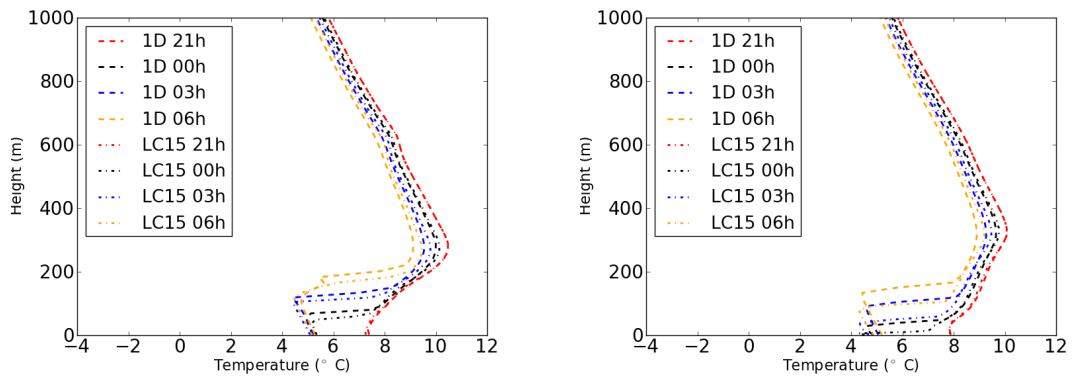 1000
800
600
400
200
0
Height (m)
1D 21h
1D 00h
1D 03h
1D 06h
LC15 21h
LC15 00h
LC15 03h
LC15 06h
−4 −2 0 2 4 6 8 10 12
Temperature (° C)
1000
800
600
400
200
0
Height (m)
1D 21h
1D 00h
1D 03h
1D 06h
LC15 21h
LC15 00h
LC15 03h
LC15 06h
−4 −2 0 2 4 6 8 10 12
Temperature (° C)